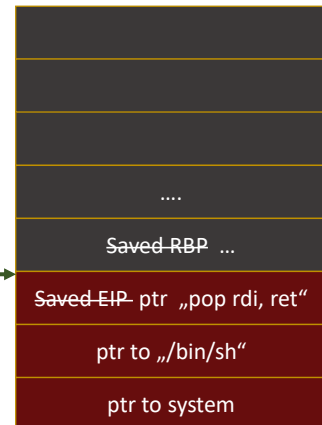 ....
Saved RBP ...
Saved EIP ptr „pop rdi, ret“
ptr to „/bin/sh“
ptr to system